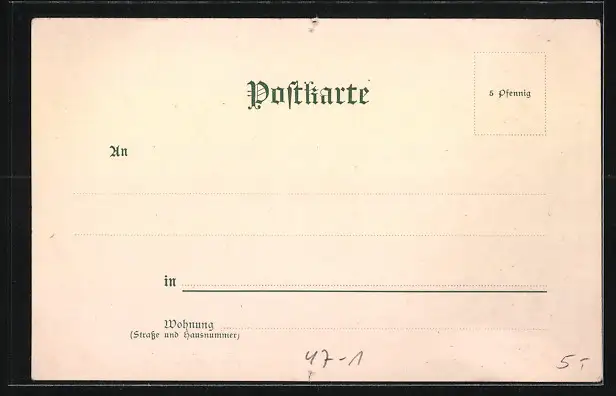 Postkarte
5 Pfennig
An
in
Wohnung
(Straße und Hausnummer)
47-1
5.-